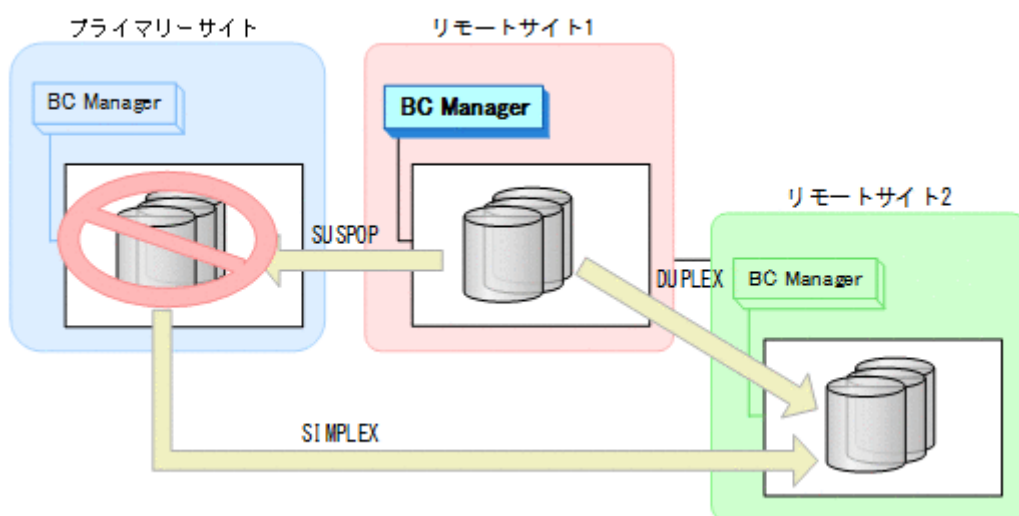 プライマリーサイト
リモートサイト1
BC Manager
BC Manager
リモートサイト2
SUSPOP
DUPLEX
BC Manager
SIMPLEX